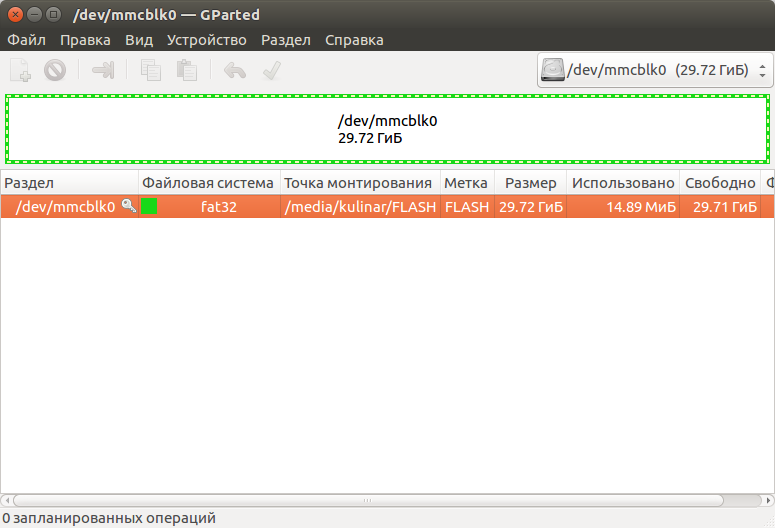 /dev/mmcblk0 — GParted
Файл Правка Вид Устройство Раздел Справка
/dev/mmcblk0 (29.72 ГиБ)
/dev/mmcblk0
29.72 ГиБ
Раздел Файловая система Точка монтирования Метка Размер Использовано Свободно Ф
/dev/mmcblk0 fat32 /media/kulinar/FLASH FLASH 29.72 ГиБ 14.89 МиБ 29.71 ГиБ
0 запланированных операций